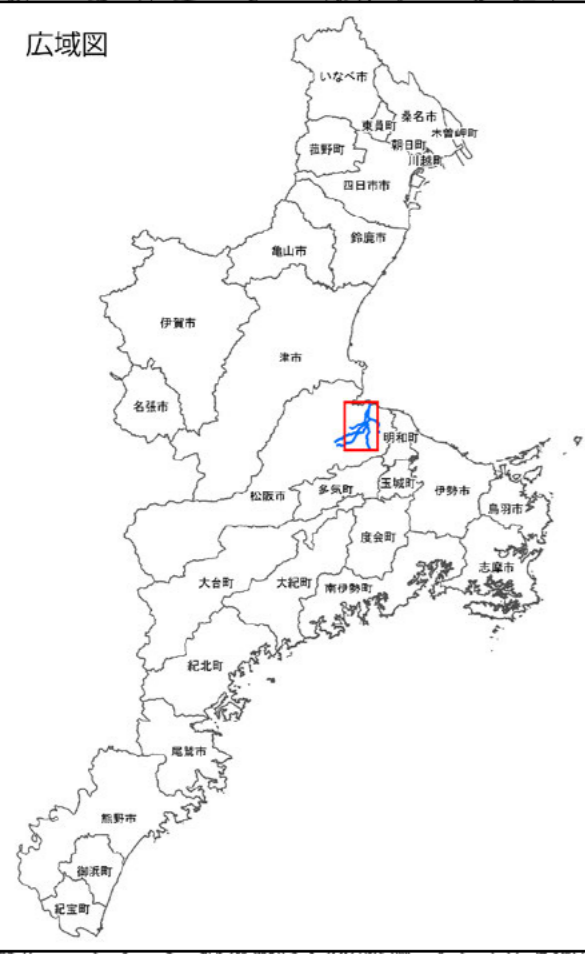 広域図
いなべ市
桑名市
東員町
木曽岬町
朝日町
菰野町
川越町
四日市市
鈴鹿市
亀山市
伊賀市
津市
名張市
明和町
玉城町
多気町
伊勢市
松阪市
鳥羽市
度会町
志摩市
大台町
大紀町
南伊勢町
紀北町
尾鷲市
熊野市
御浜町
紀宝町